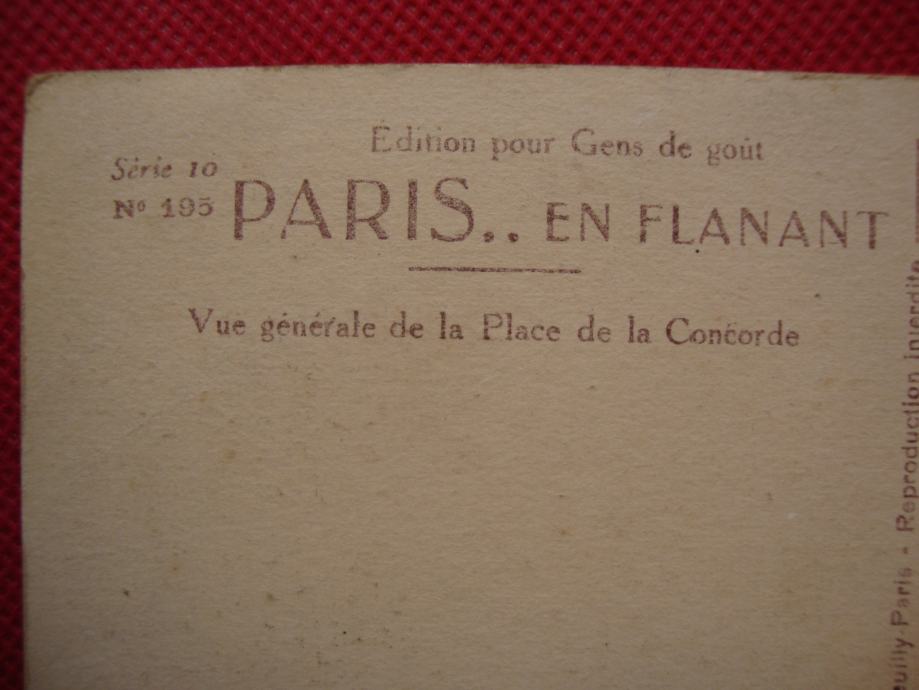 Edition pour Gens de goût
Série 10
Nº 195
PARIS.. EN FLANANT
Vue générale de la Place de la Concorde
-Paris - Reproduction interdite